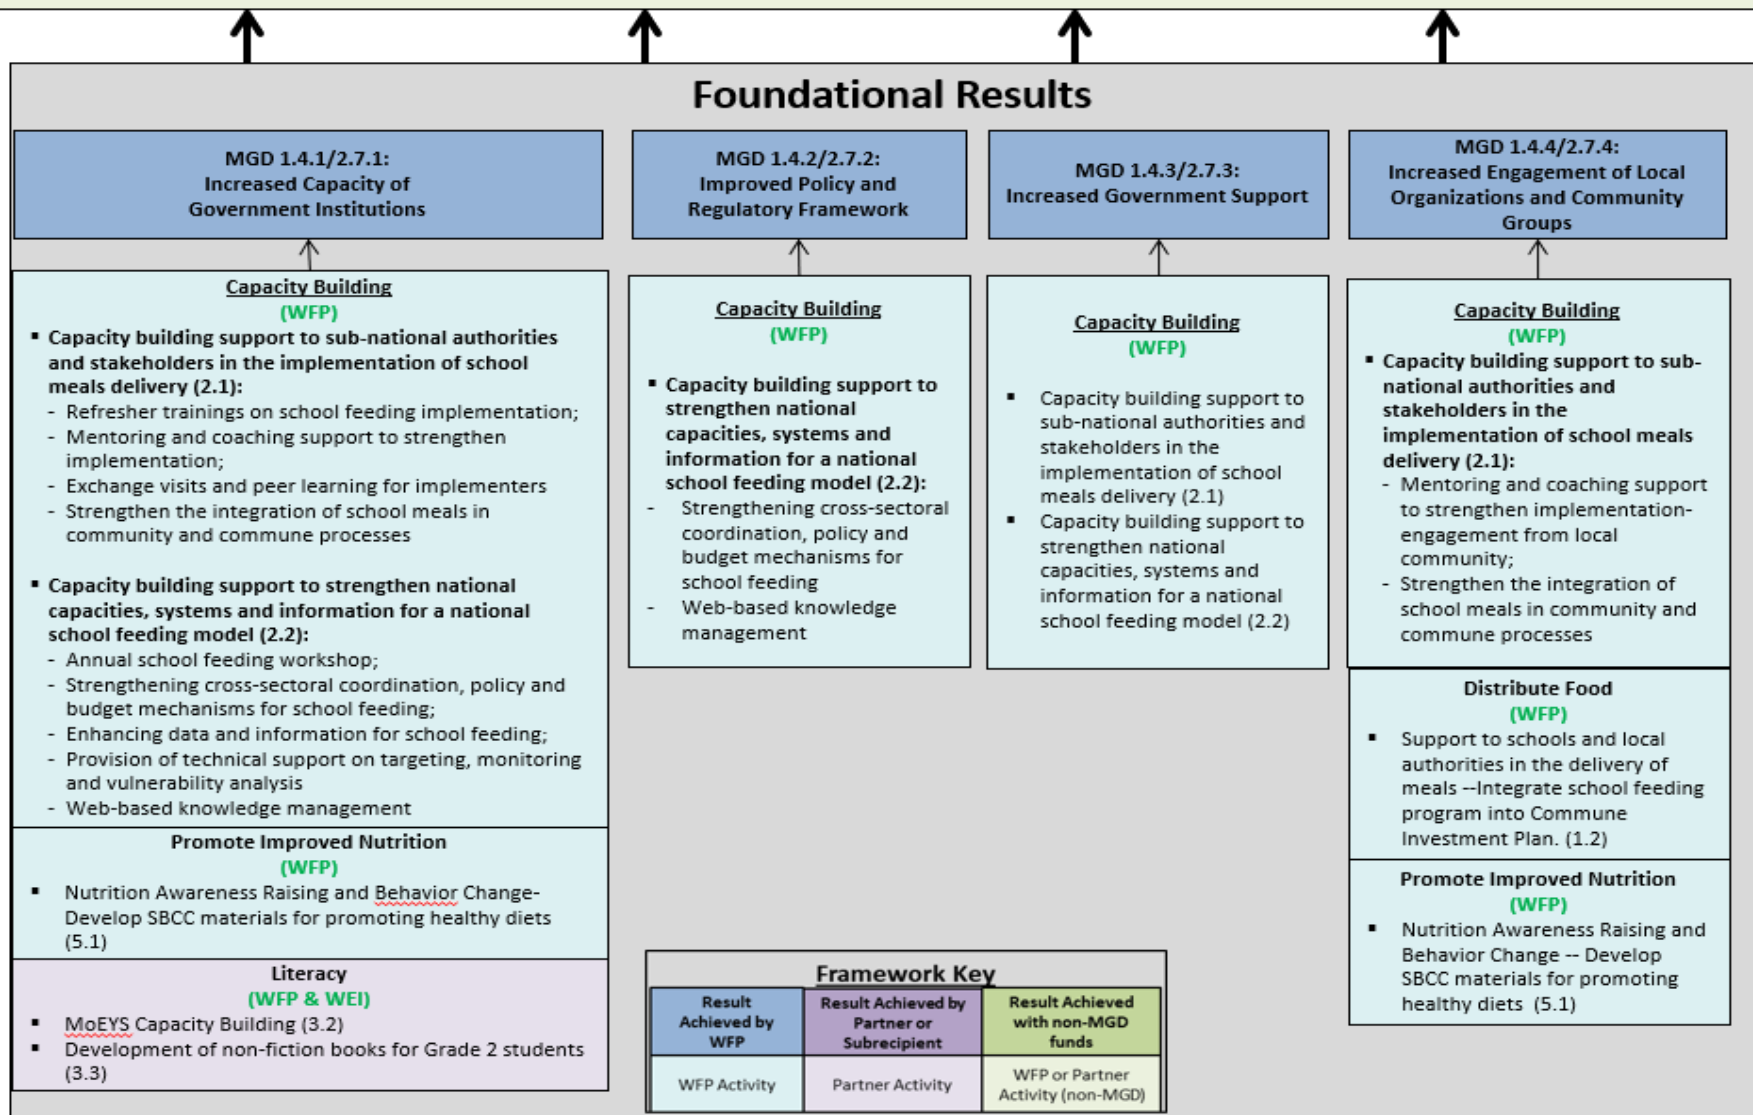 Foundational Results
MGD 1.4.1/2.7.1:
Increased Capacity of
Government Institutions
Capacity Building
(WFP)
▪ Capacity building support to sub-national authorities
and stakeholders in the implementation of school
meals delivery (2.1):
- Refresher trainings on school feeding implementation;
- Mentoring and coaching support to strengthen
implementation;
- Exchange visits and peer learning for implementers
- Strengthen the integration of school meals in
community and commune processes
▪ Capacity building support to strengthen national
capacities, systems and information for a national
school feeding model (2.2):
- Annual school feeding workshop;
- Strengthening cross-sectoral coordination, policy and
budget mechanisms for school feeding;
- Enhancing data and information for school feeding;
- Provision of technical support on targeting, monitoring
and vulnerability analysis
- Web-based knowledge management
Promote Improved Nutrition
(WFP)
▪ Nutrition Awareness Raising and Behavior Change-
Develop SBCC materials for promoting healthy diets
(5.1)
Literacy
(WFP & WEI)
▪ MoEYS Capacity Building (3.2)
▪ Development of non-fiction books for Grade 2 students
(3.3)
MGD 1.4.2/2.7.2:
Improved Policy and
Regulatory Framework
Capacity Building
(WFP)
▪ Capacity building support to
strengthen national
capacities, systems and
information for a national
school feeding model (2.2):
- Strengthening cross-sectoral
coordination, policy and
budget mechanisms for
school feeding
- Web-based knowledge
management
MGD 1.4.3/2.7.3:
Increased Government Support
Capacity Building
(WFP)
▪ Capacity building support to
sub-national authorities and
stakeholders in the
implementation of school
meals delivery (2.1)
▪ Capacity building support to
strengthen national
capacities, systems and
information for a national
school feeding model (2.2)
MGD 1.4.4/2.7.4:
Increased Engagement of Local
Organizations and Community
Groups
Capacity Building
(WFP)
▪ Capacity building support to sub-
national authorities and
stakeholders in the
implementation of school meals
delivery (2.1):
- Mentoring and coaching support
to strengthen implementation-
engagement from local
community;
- Strengthen the integration of
school meals in community and
commune processes
Distribute Food
(WFP)
▪ Support to schools and local
authorities in the delivery of
meals --Integrate school feeding
program into Commune
Investment Plan. (1.2)
Promote Improved Nutrition
(WFP)
▪ Nutrition Awareness Raising and
Behavior Change -- Develop
SBCC materials for promoting
healthy diets (5.1)
Framework Key
Result
Achieved by
WFP
Result Achieved by
Partner or
Subrecipient
Result Achieved
with non-MGD
funds
WFP Activity
Partner Activity
WFP or Partner
Activity (non-MGD)